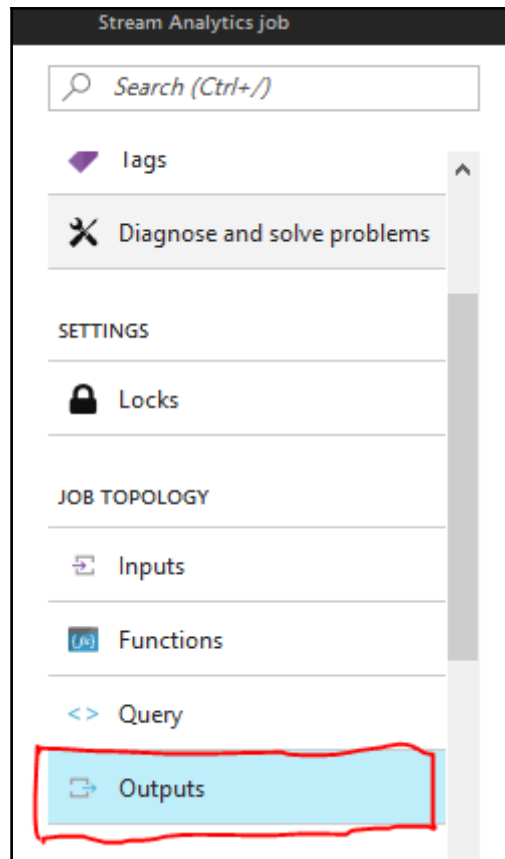 Stream Analytics job
Search (Ctrl+/)
Tags
Diagnose and solve problems
SETTINGS
Locks
JOB TOPOLOGY
Inputs
Functions
<> Query
Outputs